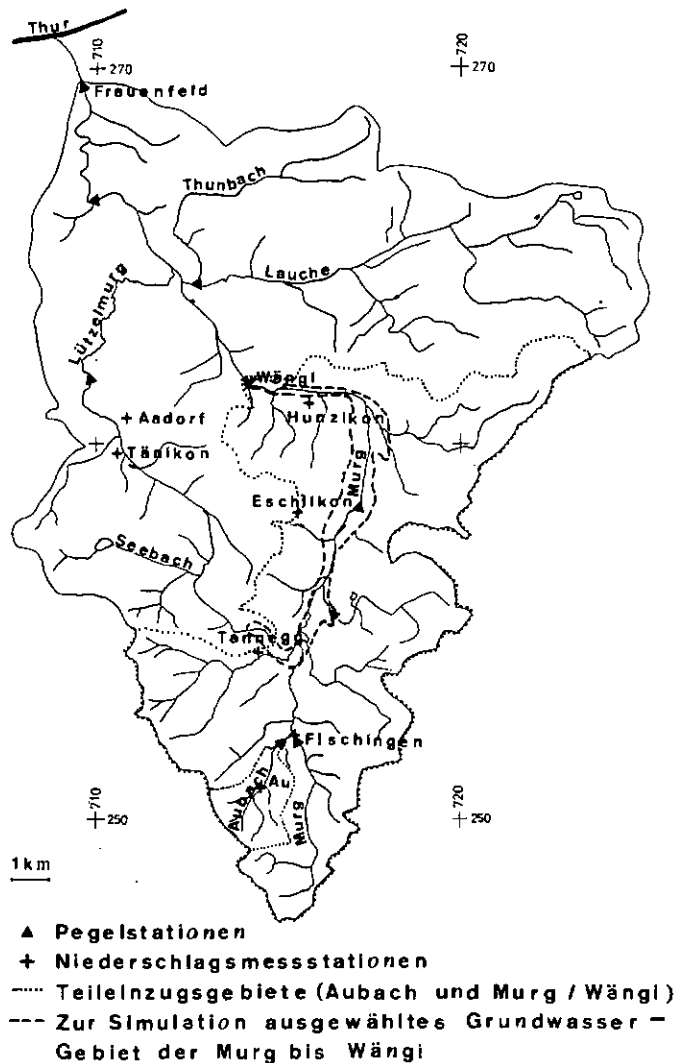 Thur
710
270
720
270
Frauenfeld
Thunbach
Lauche
Lützelmurg
Wängi
Hunzikon
Aadorf
Tänikon
Murg
Eschlikon
Seebach
Tannegg
Fischingen
Aubach
Au
Murg
710
250
720
250
1km
Pegelstationen
Niederschlagsmessstationen
Teileinzugsgebiete (Aubach und Murg / Wängi)
Zur Simulation ausgewähltes Grundwasser –
Gebiet der Murg bis Wängi